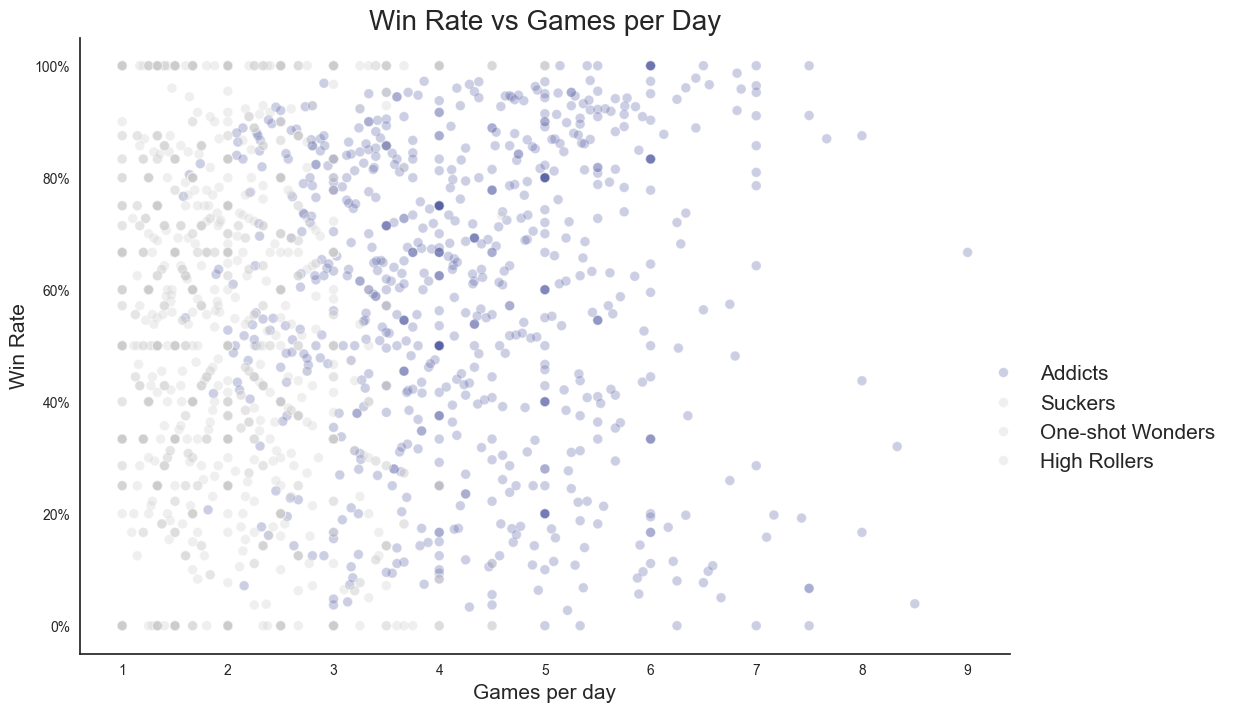 Win Rate vs Games per Day
100%
80%
60%
40%
20%
0%
Win Rate
1 2 3 4 5 6 7 8 9
Games per day
Addicts
Suckers
One-shot Wonders
High Rollers